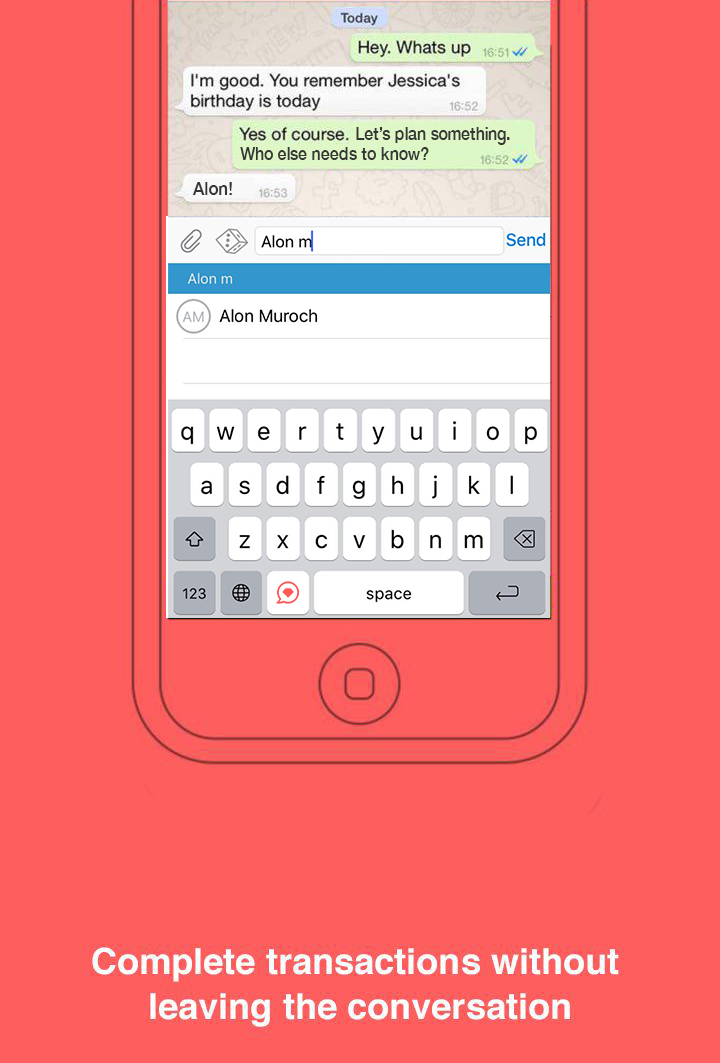 Today
Hey. Whats up 16:51
I'm good. You remember Jessica's
birthday is today 16:52
Yes of course. Let's plan something.
Who else needs to know? 16:52
Alon! 16:53
Alon m Send
Alon m
AM Alon Muroch
q w e r t y u i o p
a s d f g h j k l
z x c v b n m
123 space
Complete transactions without
leaving the conversation